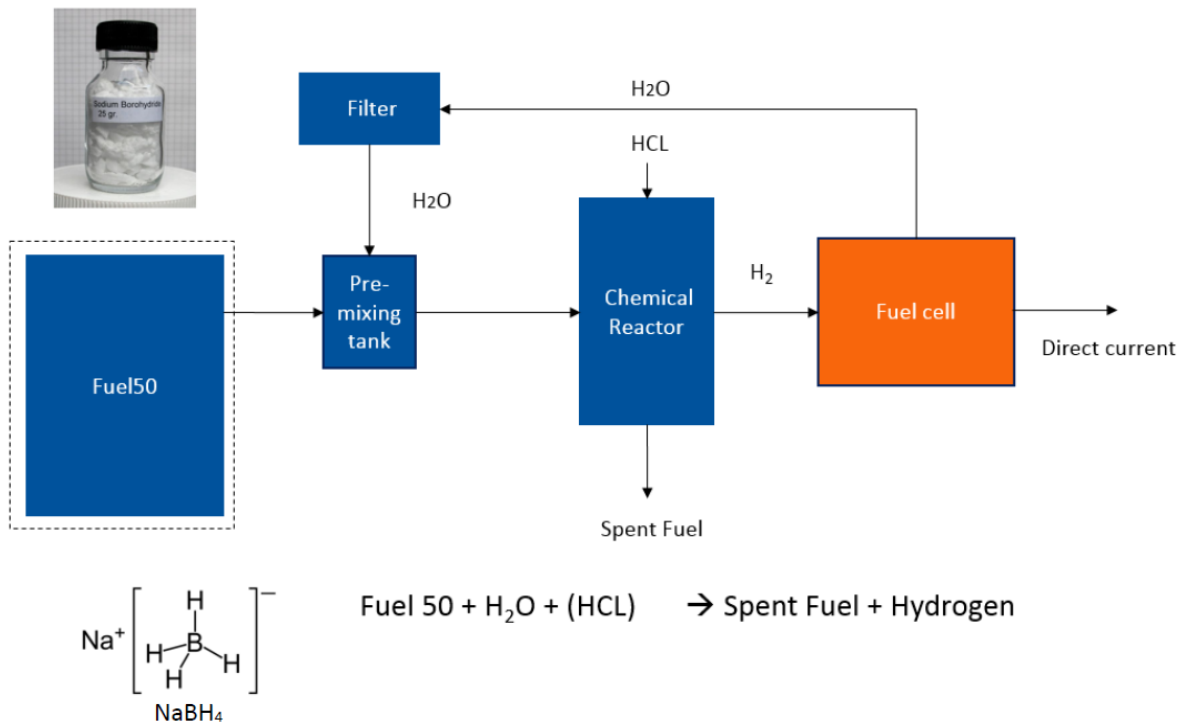 Sodium Borohydride
25 gr.
Filter
H2O
HCL
H2O
Fuel50
Pre-
mixing
tank
Chemical
Reactor
H₂
Fuel cell
Direct current
Spent Fuel
Na⁺
H
H
B
H
H
−
NaBH₄
Fuel 50 + H₂O + (HCL) → Spent Fuel + Hydrogen